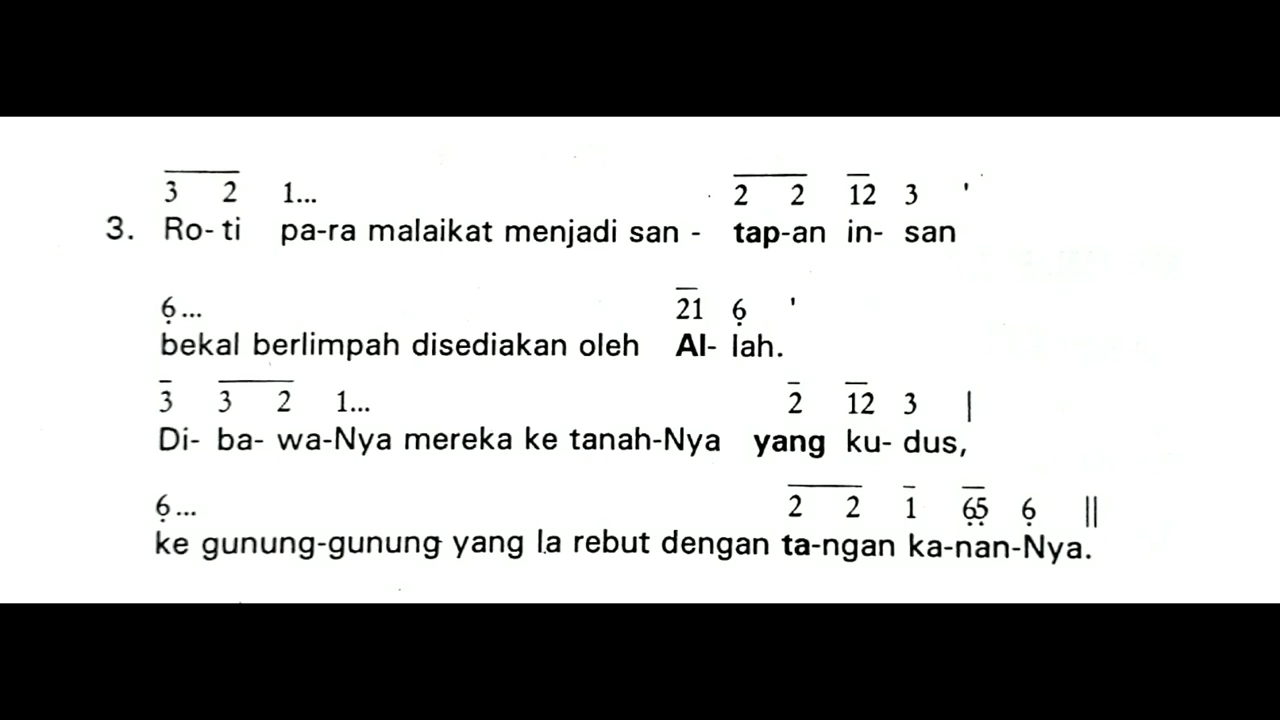 3 2 1... 2 2 12 3 '
3. Ro- ti pa-ra malaikat menjadi san - tap-an in- san
6̣... 21 6̣ '
bekal berlimpah disediakan oleh Al- lah.
3 3 2 1... 2 12 3 |
Di- ba- wa-Nya mereka ke tanah-Nya yang ku- dus,
6̣... 2 2 1 6̣5̣ 6̣ ||
ke gunung-gunung yang Ia rebut dengan ta-ngan ka-nan-Nya.